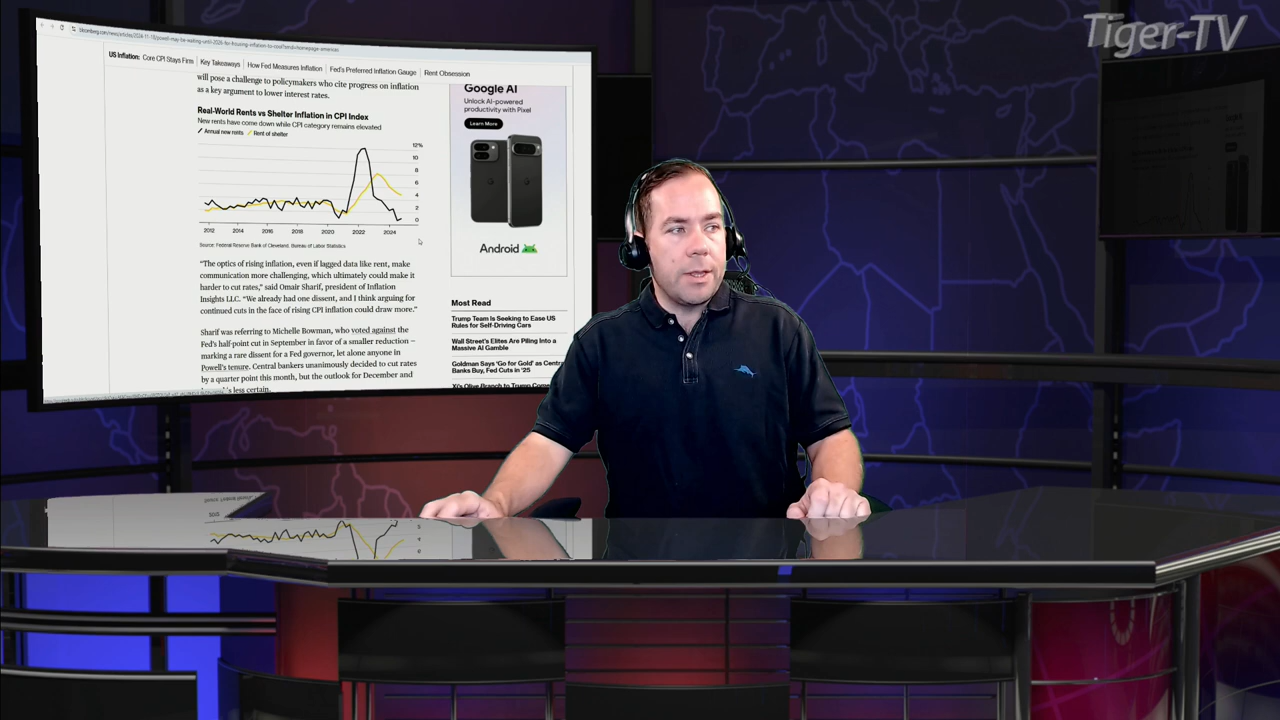 Tiger-TV
US Inflation: Core CPI Stays Firm
Key Takeaways
How Fed Measures Inflation
Fed's Preferred Inflation Gauge
Rent Obsession
will pose a challenge to policymakers who cite progress on inflation
as a key argument to lower interest rates.
Real-World Rents vs Shelter Inflation in CPI Index
New rents have come down while CPI category remains elevated
Annual new rents Rent of shelter
12%
10
8
6
4
2
0
2012 2014 2016 2018 2020 2022 2024
Source: Federal Reserve Bank of Cleveland, Bureau of Labor Statistics
“The optics of rising inflation, even if lagged data like rent, make
communication more challenging, which ultimately could make it
harder to cut rates,” said Omair Sharif, president of Inflation
Insights LLC. “We already had one dissent, and I think arguing for
continued cuts in the face of rising CPI inflation could draw more.”
Sharif was referring to Michelle Bowman, who voted against the
Fed's half-point cut in September in favor of a smaller reduction –
marking a rare dissent for a Fed governor, let alone anyone in
Powell's tenure. Central bankers unanimously decided to cut rates
by a quarter point this month, but the outlook for December and
is less certain.
Google AI
Unlock AI-powered
productivity with Pixel
Learn More
Android
Most Read
Trump Team Is Seeking to Ease US
Rules for Self-Driving Cars
Wall Street's Elites Are Piling Into a
Massive AI Gamble
Goldman Says ‘Go for Gold’ as Central
Banks Buy, Fed Cuts in '25
Xi's Olive Branch to Trump Come